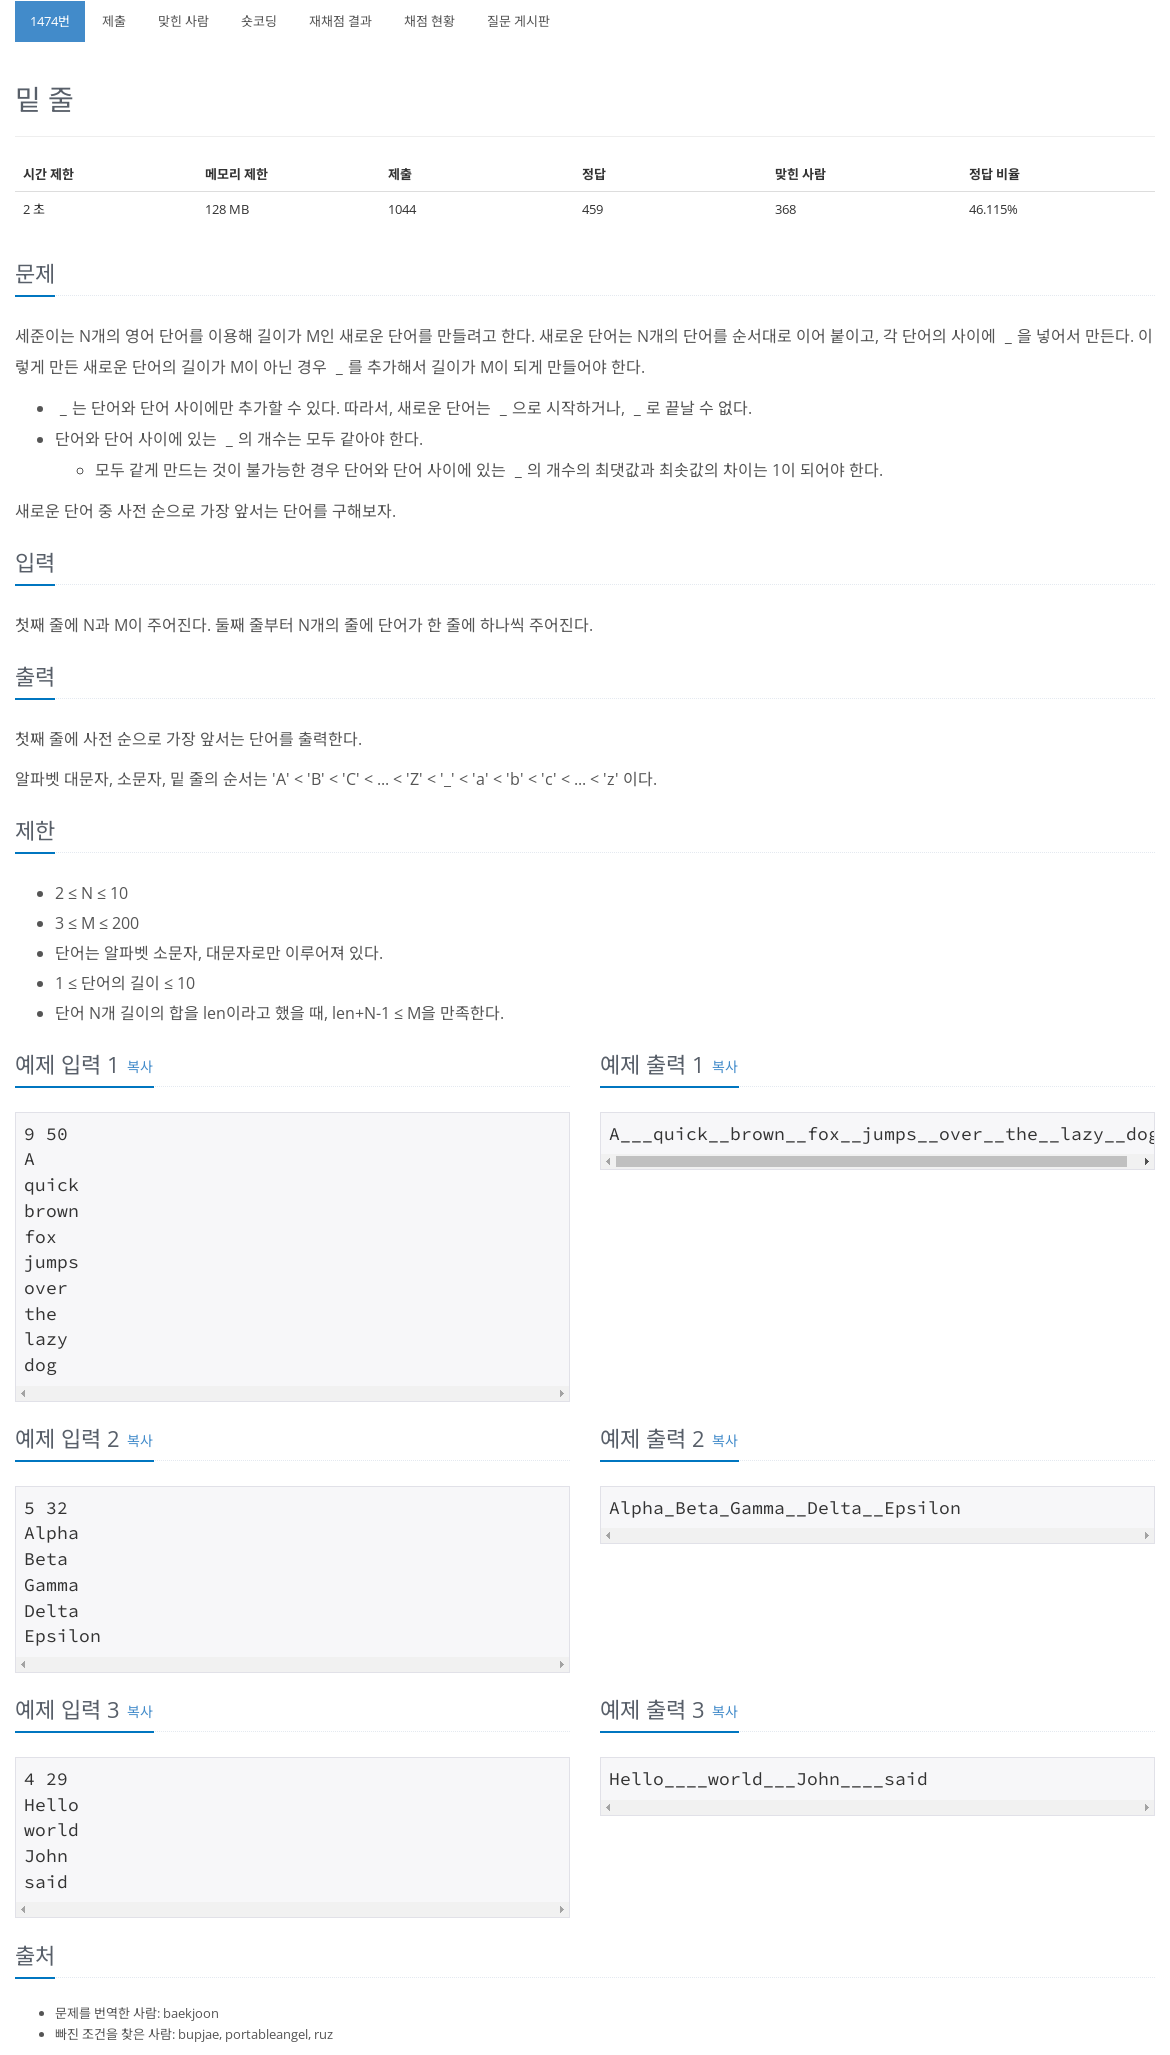 1474번 제출 맞힌 사람 숏코딩 재채점 결과 채점 현황 질문 게시판
밑 줄
시간 제한 메모리 제한 제출 정답 맞힌 사람 정답 비율
2 초 128 MB 1044 459 368 46.115%
문제
세준이는 N개의 영어 단어를 이용해 길이가 M인 새로운 단어를 만들려고 한다. 새로운 단어는 N개의 단어를 순서대로 이어 붙이고, 각 단어의 사이에 _을 넣어서 만든다. 이
렇게 만든 새로운 단어의 길이가 M이 아닌 경우 _를 추가해서 길이가 M이 되게 만들어야 한다.
_는 단어와 단어 사이에만 추가할 수 있다. 따라서, 새로운 단어는 _으로 시작하거나, _로 끝날 수 없다.
단어와 단어 사이에 있는 _의 개수는 모두 같아야 한다.
모두 같게 만드는 것이 불가능한 경우 단어와 단어 사이에 있는 _의 개수의 최댓값과 최솟값의 차이는 1이 되어야 한다.
새로운 단어 중 사전 순으로 가장 앞서는 단어를 구해보자.
입력
첫째 줄에 N과 M이 주어진다. 둘째 줄부터 N개의 줄에 단어가 한 줄에 하나씩 주어진다.
출력
첫째 줄에 사전 순으로 가장 앞서는 단어를 출력한다.
알파벳 대문자, 소문자, 밑 줄의 순서는 'A' < 'B' < 'C' < ... < 'Z' < '_' < 'a' < 'b' < 'c' < ... < 'z' 이다.
제한
2 ≤ N ≤ 10
3 ≤ M ≤ 200
단어는 알파벳 소문자, 대문자로만 이루어져 있다.
1 ≤ 단어의 길이 ≤ 10
단어 N개 길이의 합을 len이라고 했을 때, len+N-1 ≤ M을 만족한다.
예제 입력 1 복사
9 50
A
quick
brown
fox
jumps
over
the
lazy
dog
예제 출력 1 복사
A___quick__brown__fox__jumps__over__the__lazy__dog
예제 입력 2 복사
5 32
Alpha
Beta
Gamma
Delta
Epsilon
예제 출력 2 복사
Alpha_Beta_Gamma__Delta__Epsilon
예제 입력 3 복사
4 29
Hello
world
John
said
예제 출력 3 복사
Hello____world___John____said
출처
문제를 번역한 사람: baekjoon
빠진 조건을 찾은 사람: bupjae, portableangel, ruz